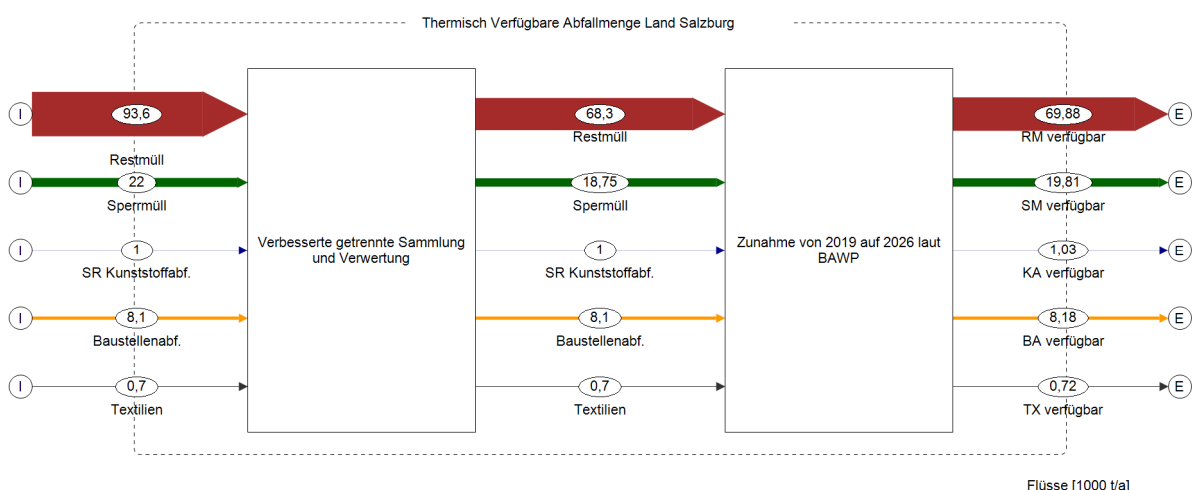 Thermisch Verfügbare Abfallmenge Land Salzburg
I
93,6
Restmüll
68,3
Restmüll
69,88
RM verfügbar
E
I
22
Sperrmüll
18,75
Spermüll
19,81
SM verfügbar
E
I
1
SR Kunststoffabf.
Verbesserte getrennte Sammlung
und Verwertung
1
SR Kunststoffabf.
Zunahme von 2019 auf 2026 laut
BAWP
1,03
KA verfügbar
E
I
8,1
Baustellenabf.
8,1
Baustellenabf.
8,18
BA verfügbar
E
I
0,7
Textilien
0,7
Textilien
0,72
TX verfügbar
E
Flüsse [1000 t/a]